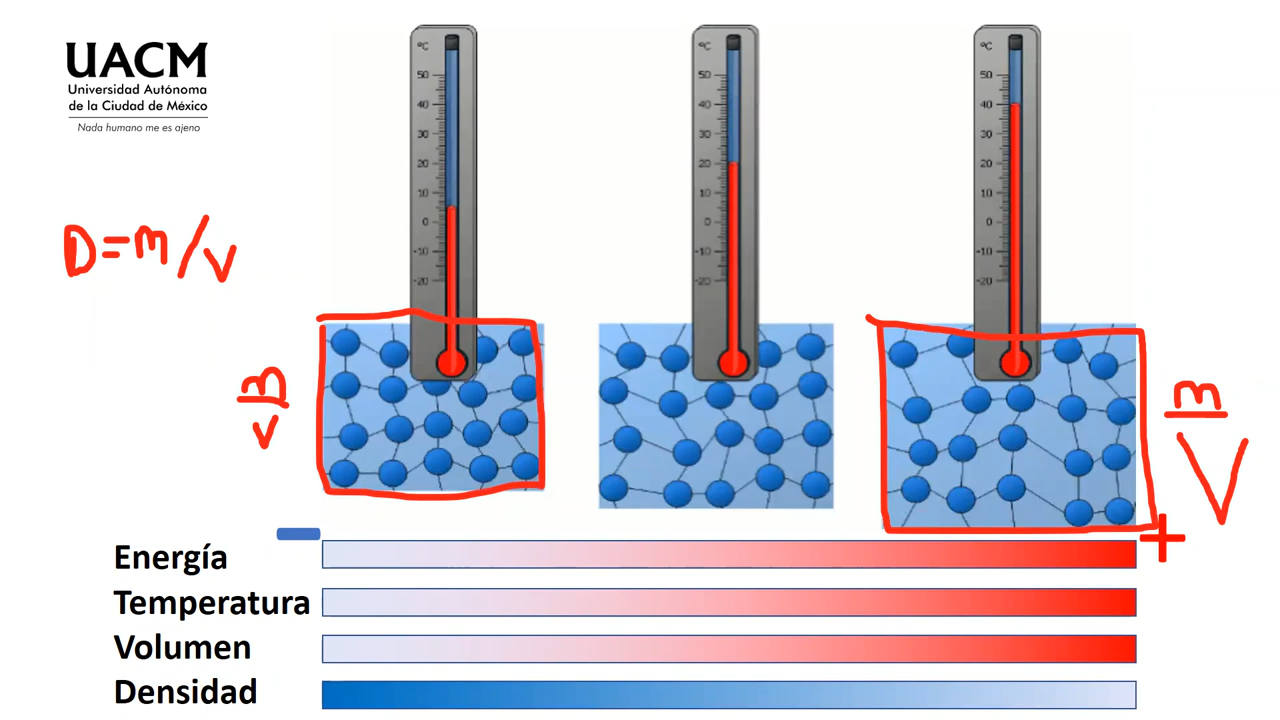 UACM
Universidad Autónoma
de la Ciudad de México
Nada humano me es ajeno
°C
50
40
30
20
10
0
-10
-20
°C
50
40
30
20
10
0
-10
-20
°C
50
40
30
20
10
0
-10
-20
D=m/v
m
v
m
V
+
Energía
Temperatura
Volumen
Densidad